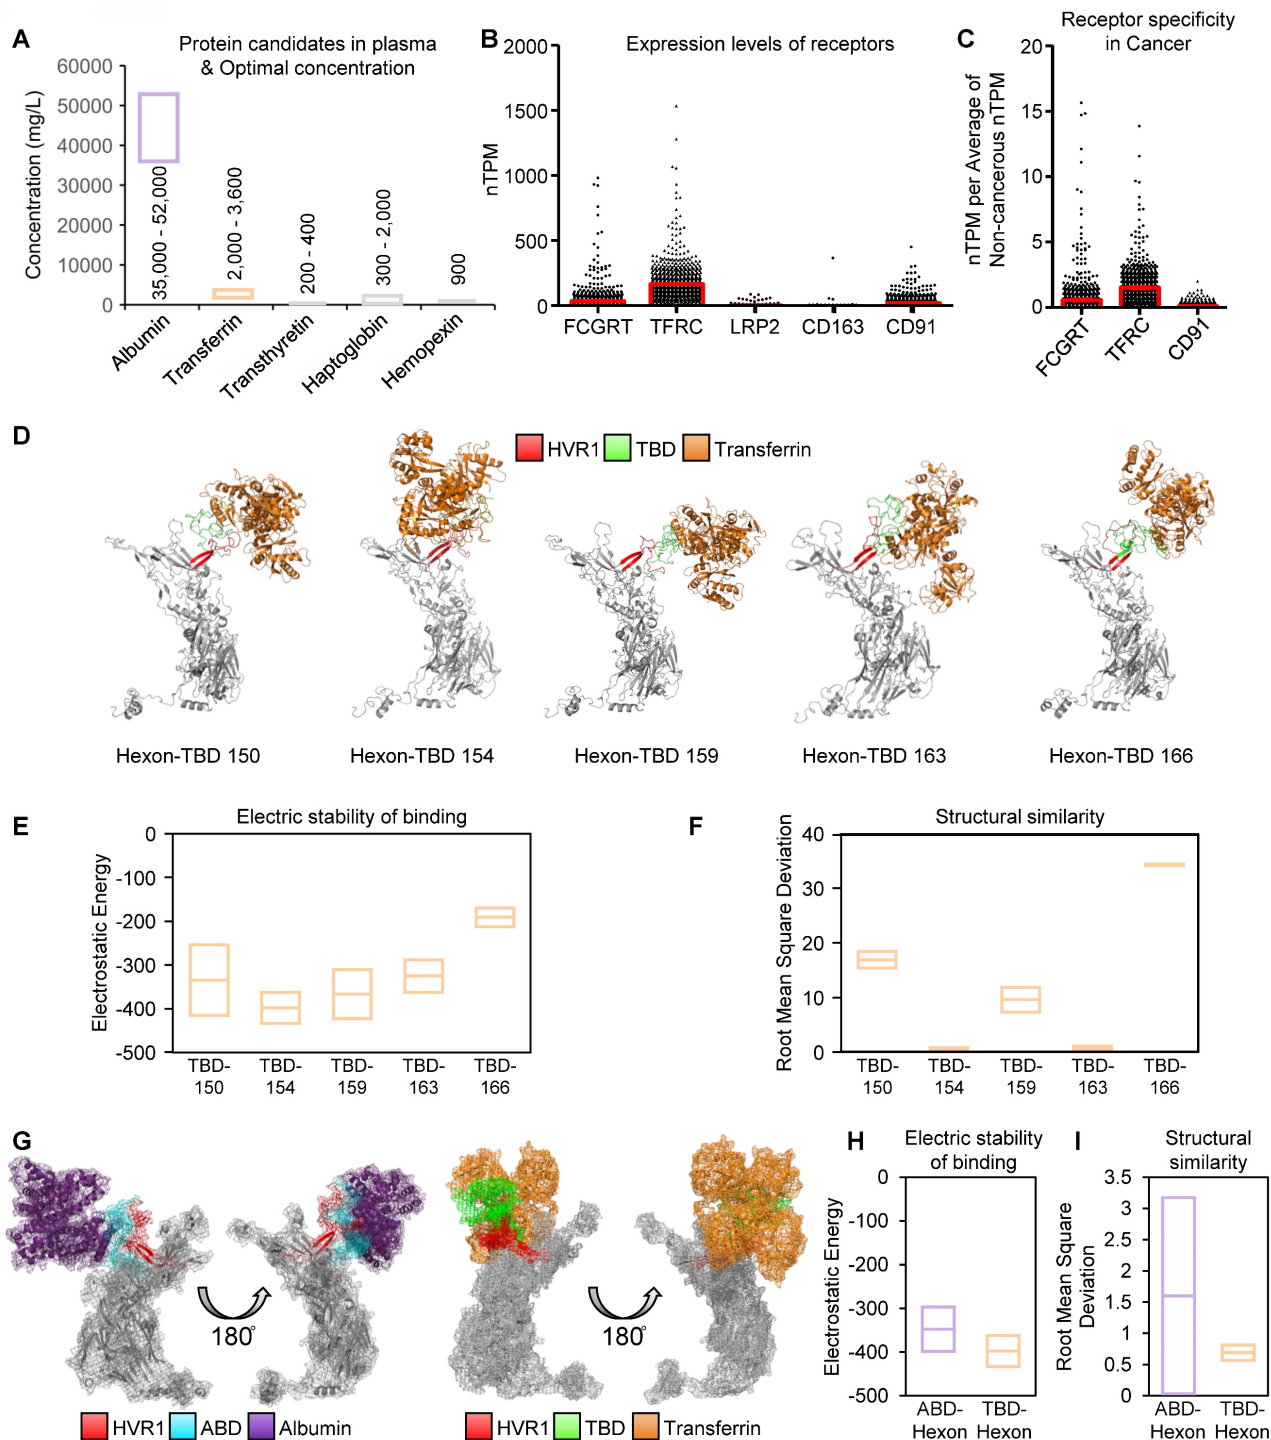 A
Protein candidates in plasma
& Optimal concentration
Concentration (mg/L)
60000
50000
40000
30000
20000
10000
0
35,000 - 52,000
2,000 - 3,600
200 - 400
300 - 2,000
900
Albumin
Transferrin
Transthyretin
Haptoglobin
Hemopexin
B
Expression levels of receptors
nTPM
2000
1500
1000
500
0
FCGRT
TFRC
LRP2
CD163
CD91
C
Receptor specificity
in Cancer
nTPM per Average of
Non-cancerous nTPM
20
15
10
5
0
FCGRT
TFRC
CD91
D
HVR1
TBD
Transferrin
Hexon-TBD 150
Hexon-TBD 154
Hexon-TBD 159
Hexon-TBD 163
Hexon-TBD 166
E
Electric stability of binding
Electrostatic Energy
0
-100
-200
-300
-400
-500
TBD-
150
TBD-
154
TBD-
159
TBD-
163
TBD-
166
F
Structural similarity
Root Mean Square Deviation
40
30
20
10
0
TBD-
150
TBD-
154
TBD-
159
TBD-
163
TBD-
166
G
180°
180°
HVR1
ABD
Albumin
HVR1
TBD
Transferrin
H
Electric stability
of binding
Electrostatic Energy
0
-100
-200
-300
-400
-500
ABD-
Hexon
TBD-
Hexon
I
Structural
similarity
Root Mean Square
Deviation
3.5
3
2.5
2
1.5
1
0.5
0
ABD-
Hexon
TBD-
Hexon